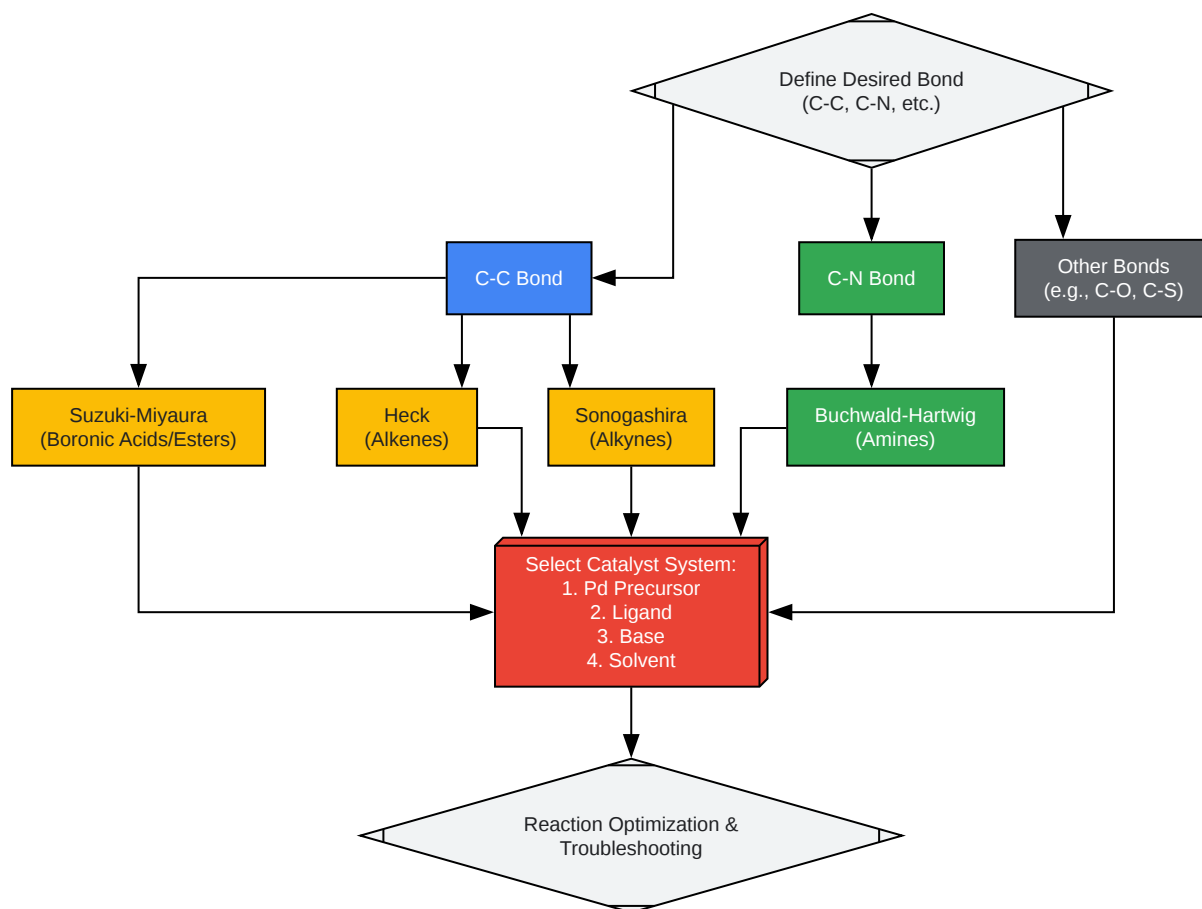 Define Desired Bond
(C-C, C-N, etc.)
C-C Bond
C-N Bond
Other Bonds
(e.g., C-O, C-S)
Suzuki-Miyaura
(Boronic Acids/Esters)
Heck
(Alkenes)
Sonogashira
(Alkynes)
Buchwald-Hartwig
(Amines)
Select Catalyst System:
1. Pd Precursor
2. Ligand
3. Base
4. Solvent
Reaction Optimization &
Troubleshooting